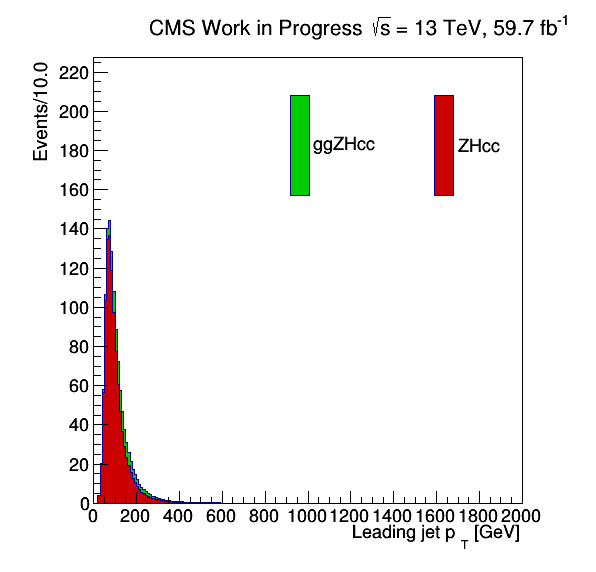 CMS Work in Progress √s = 13 TeV, 59.7 fb⁻¹
Events/10.0
220
200
180
160
140
120
100
80
60
40
20
0
ggZHcc
ZHcc
0 200 400 600 800 1000 1200 1400 1600 1800 2000
Leading jet p_T [GeV]